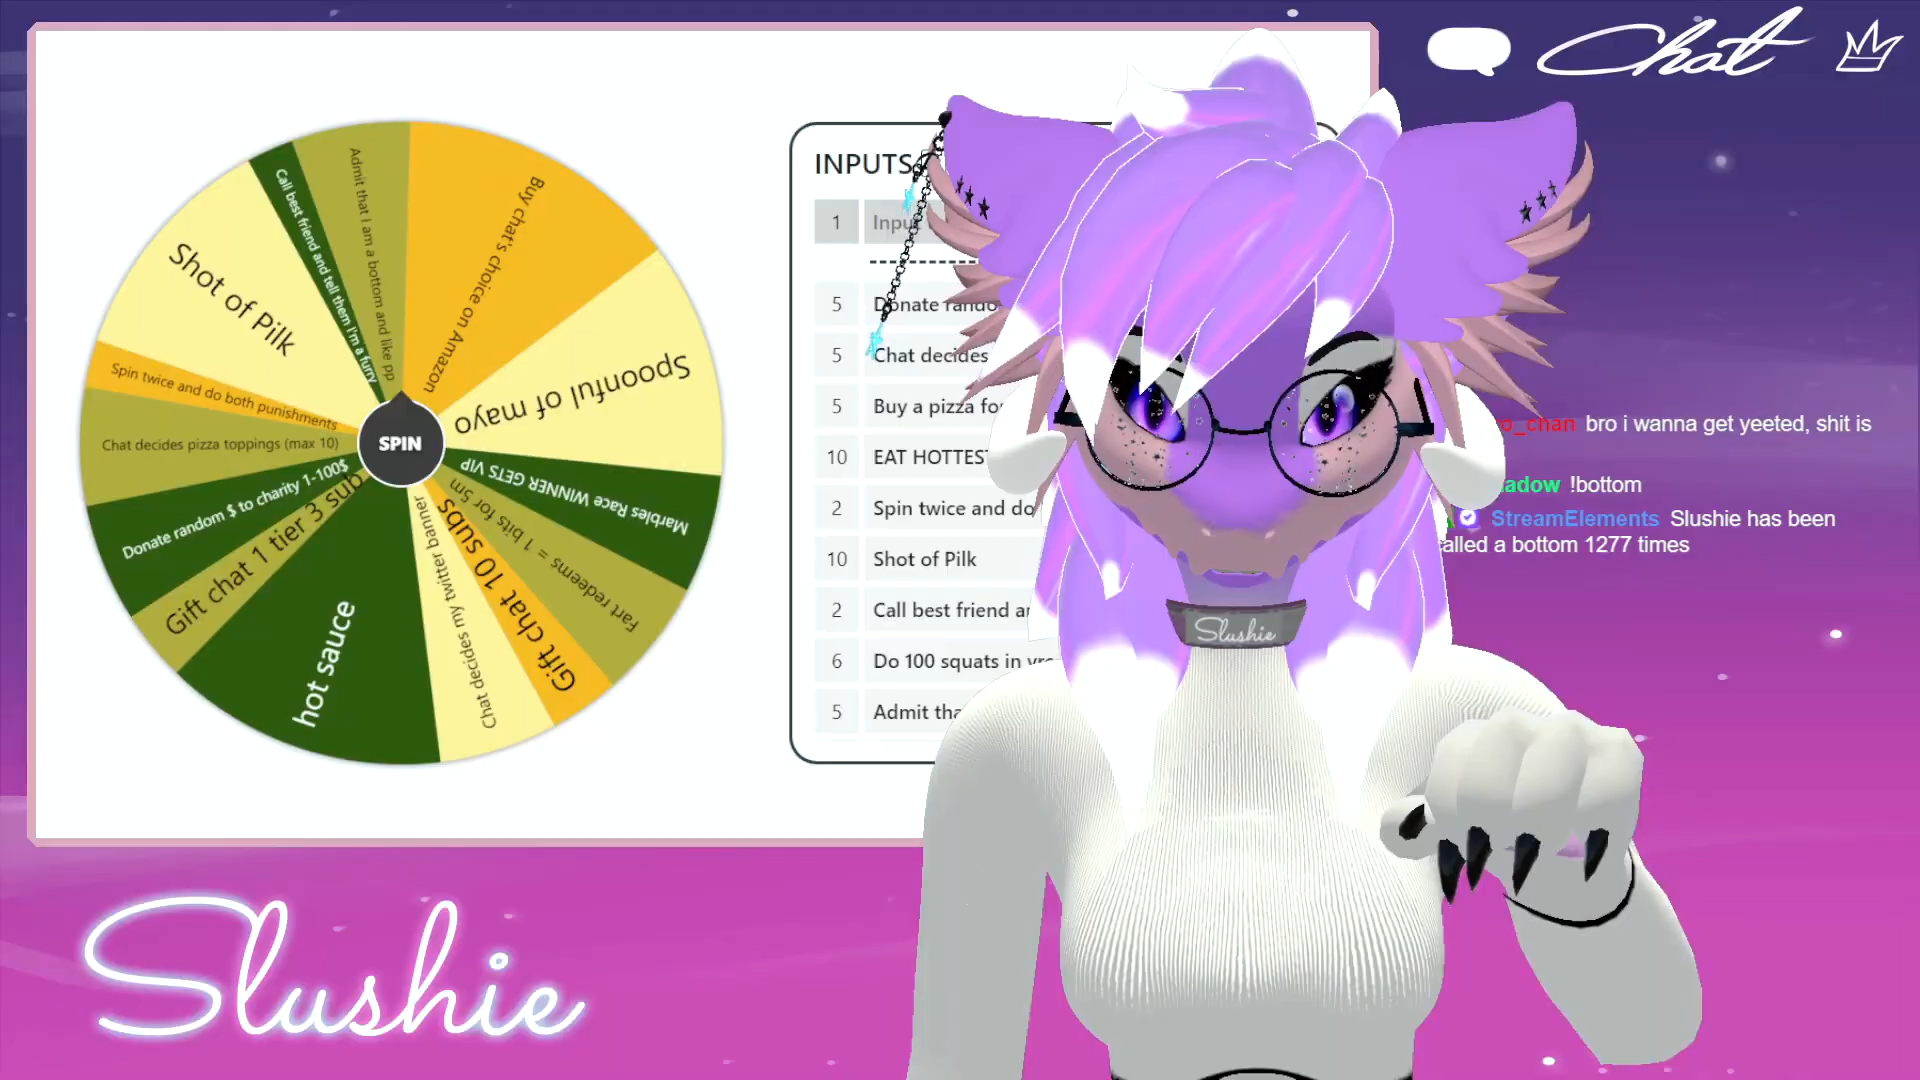 Chat
Buy chat's choice on Amazon
Spoonful of mayo
Marbles Race WINNER GETS VIP
Fart redeems = 1 bits for 5m
Gift chat 10 subs
Chat decides my twitter banner
hot sauce
Gift chat 1 tier 3 sub
Donate random $ to charity 1-100$
Chat decides pizza toppings (max 10)
Spin twice and do both punishments
Shot of Pilk
Call best friend and tell them I'm a furry
Admit that i am a bottom and like pp
SPIN
INPUTS
1 Input
5 Donate rando
5 Chat decides
5 Buy a pizza fo
10 EAT HOTTEST
2 Spin twice and do
10 Shot of Pilk
2 Call best friend a
6 Do 100 squats in vr
5 Admit tha
o_chan bro i wanna get yeeted, shit is
adow !bottom
StreamElements Slushie has been
alled a bottom 1277 times
Slushie
Slushie